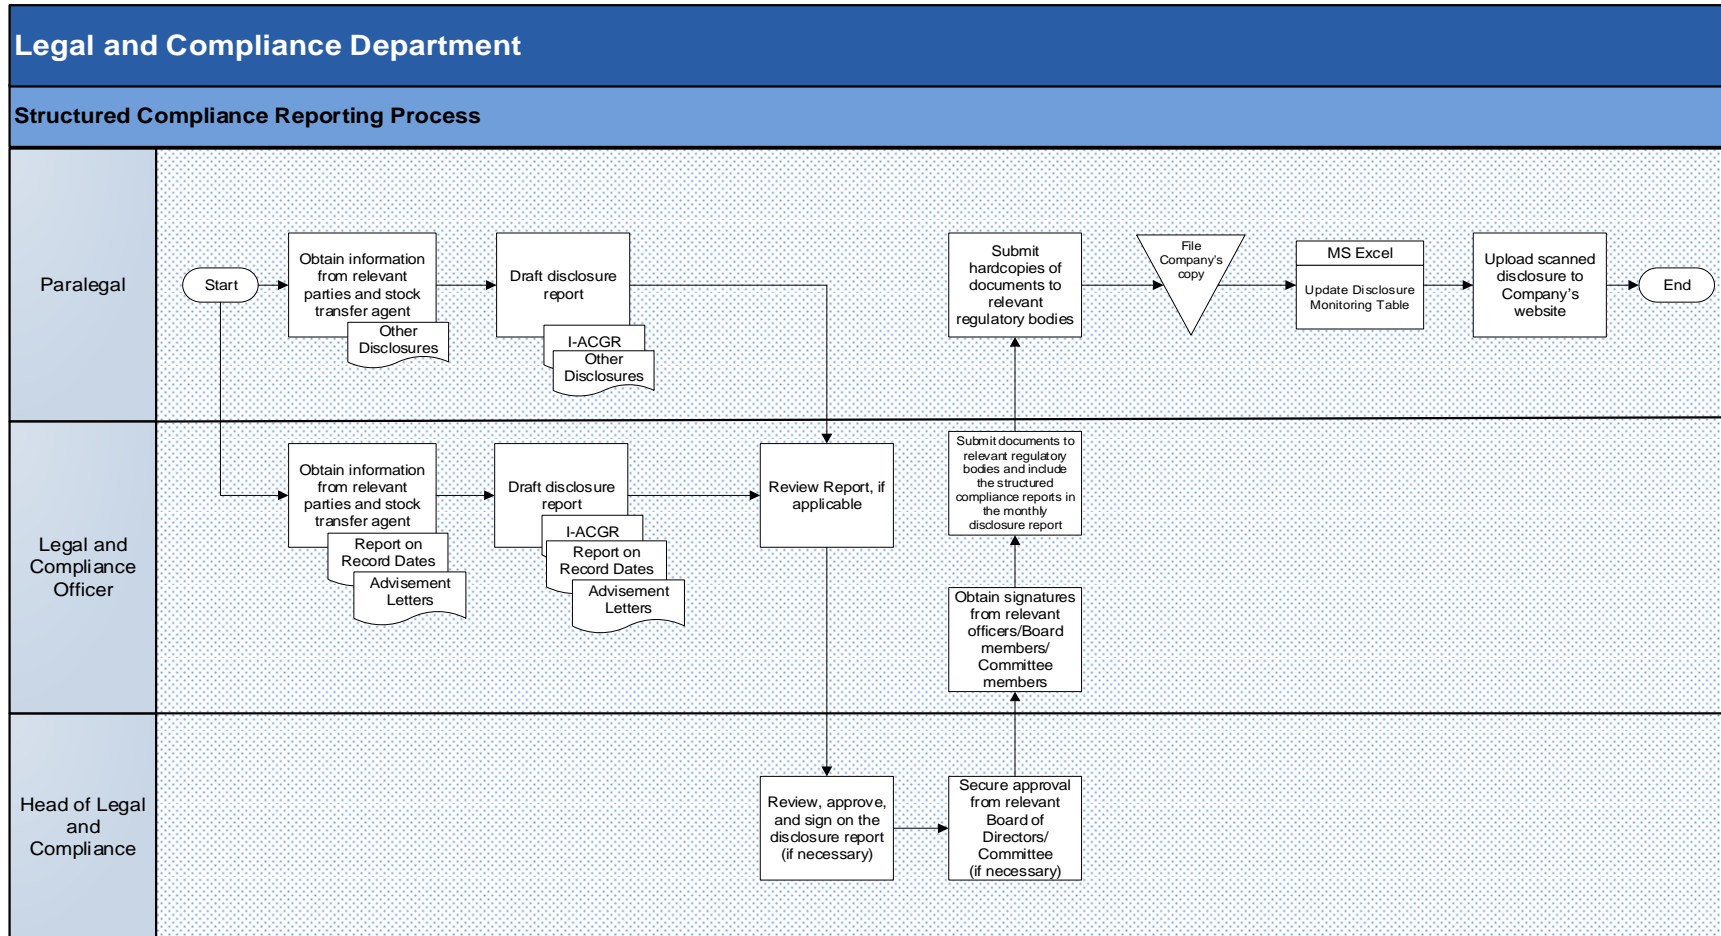 Legal and Compliance Department
Structured Compliance Reporting Process
Paralegal
Start
Obtain information
from relevant
parties and stock
transfer agent
Other
Disclosures
Draft disclosure
report
I-ACGR
Other
Disclosures
Submit
hardcopies of
documents to
relevant
regulatory bodies
File
Company's
copy
MS Excel
Update Disclosure
Monitoring Table
Upload scanned
disclosure to
Company's
website
End
Legal and
Compliance
Officer
Obtain information
from relevant
parties and stock
transfer agent
Report on
Record Dates
Advisement
Letters
Draft disclosure
report
I-ACGR
Report on
Record Dates
Advisement
Letters
Review Report, if
applicable
Submit documents to
relevant regulatory
bodies and include
the structured
compliance reports in
the monthly
disclosure report
Obtain signatures
from relevant
officers/Board
members/
Committee
members
Head of Legal
and
Compliance
Review, approve,
and sign on the
disclosure report
(if necessary)
Secure approval
from relevant
Board of
Directors/
Committee
(if necessary)